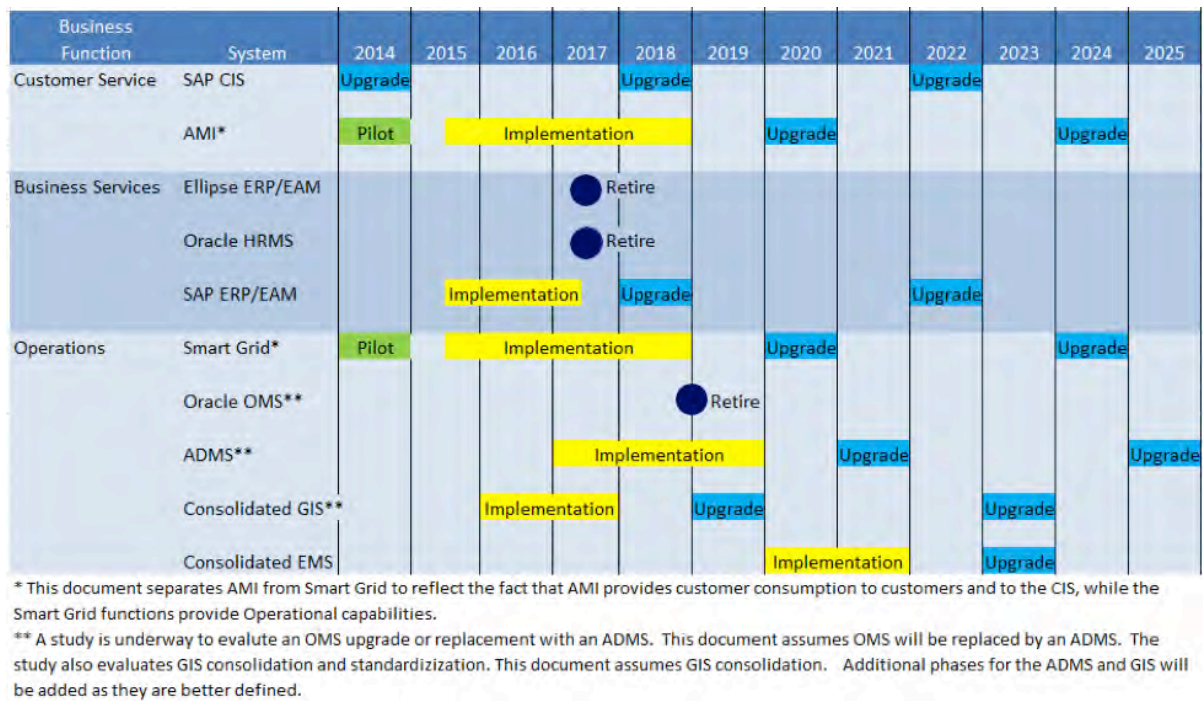 Business
Function System 2014 2015 2016 2017 2018 2019 2020 2021 2022 2023 2024 2025
Customer Service SAP CIS Upgrade Upgrade Upgrade
AMI* Pilot Implementation Upgrade Upgrade
Business Services Ellipse ERP/EAM Retire
Oracle HRMS Retire
SAP ERP/EAM Implementation Upgrade Upgrade
Operations Smart Grid* Pilot Implementation Upgrade Upgrade
Oracle OMS** Retire
ADMS** Implementation Upgrade Upgrade
Consolidated GIS** Implementation Upgrade Upgrade
Consolidated EMS Implementation Upgrade
* This document separates AMI from Smart Grid to reflect the fact that AMI provides customer consumption to customers and to the CIS, while the
Smart Grid functions provide Operational capabilities.
** A study is underway to evalute an OMS upgrade or replacement with an ADMS. This document assumes OMS will be replaced by an ADMS. The
study also evaluates GIS consolidation and standardizization. This document assumes GIS consolidation. Additional phases for the ADMS and GIS will
be added as they are better defined.